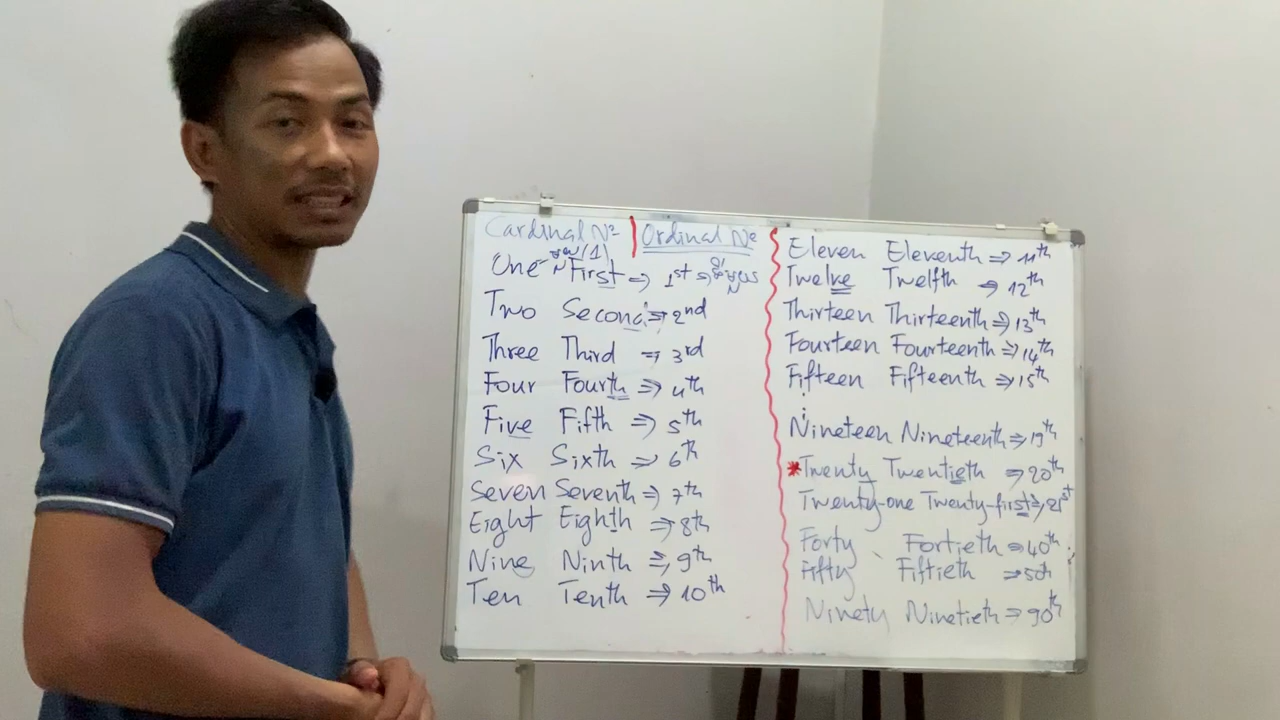 Cardinal Nº Ordinal Nº
One First ⇒ 1st ⇒
Two Second ⇒ 2nd
Three Third ⇒ 3rd
Four Fourth ⇒ 4th
Five Fifth ⇒ 5th
Six Sixth ⇒ 6th
Seven Seventh ⇒ 7th
Eight Eighth ⇒ 8th
Nine Ninth ⇒ 9th
Ten Tenth ⇒ 10th
Eleven Eleventh ⇒ 11th
Twelve Twelfth ⇒ 12th
Thirteen Thirteenth ⇒ 13th
Fourteen Fourteenth ⇒ 14th
Fifteen Fifteenth ⇒ 15th
Nineteen Nineteenth ⇒ 19th
*Twenty Twentieth ⇒ 20th
Twenty-one Twenty-first ⇒ 21st
Forty Fortieth ⇒ 40th
Fifty Fiftieth ⇒ 50th
Ninety Ninetieth ⇒ 90th